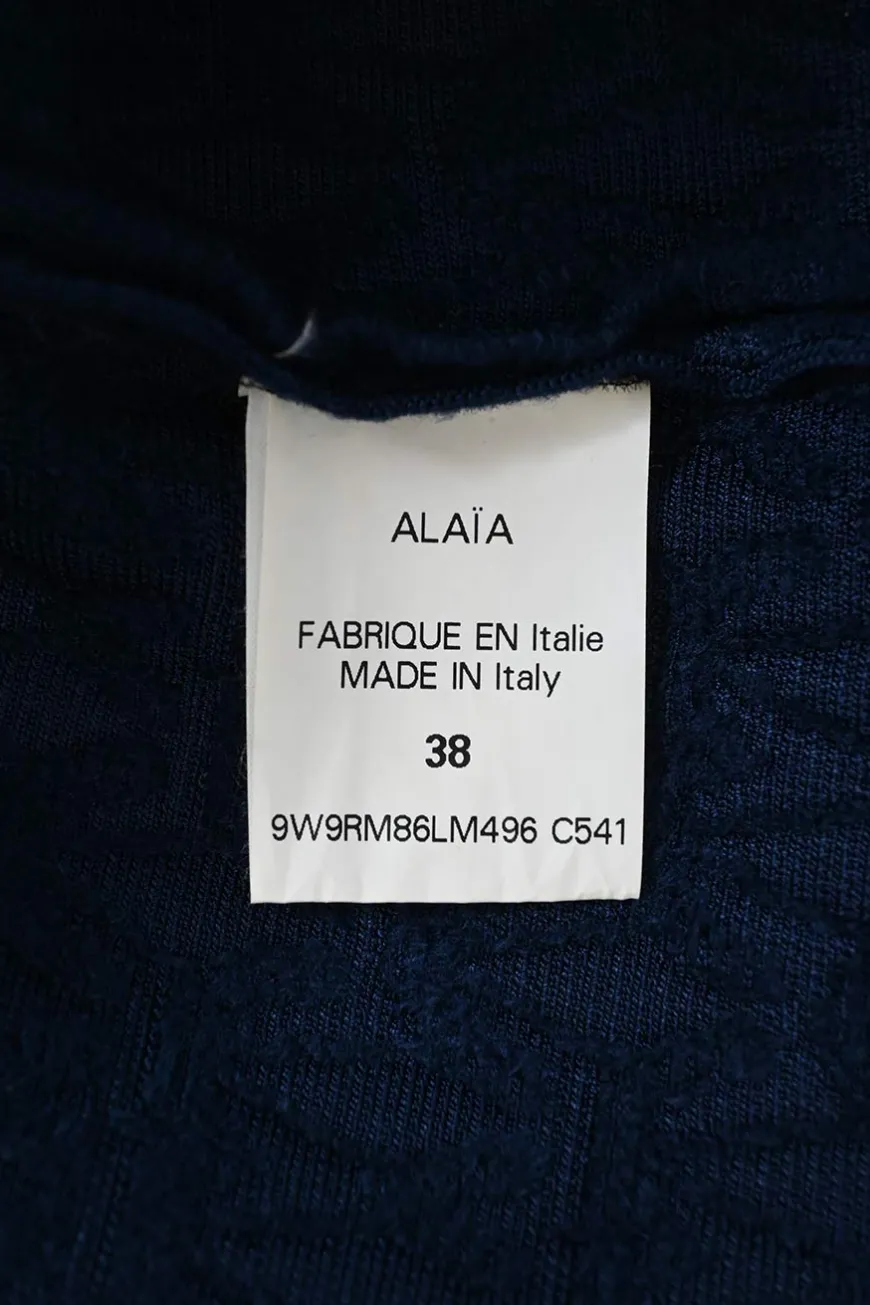 ALAÏA
FABRIQUE EN Italie
MADE IN Italy
38
9W9RM86LM496 C541